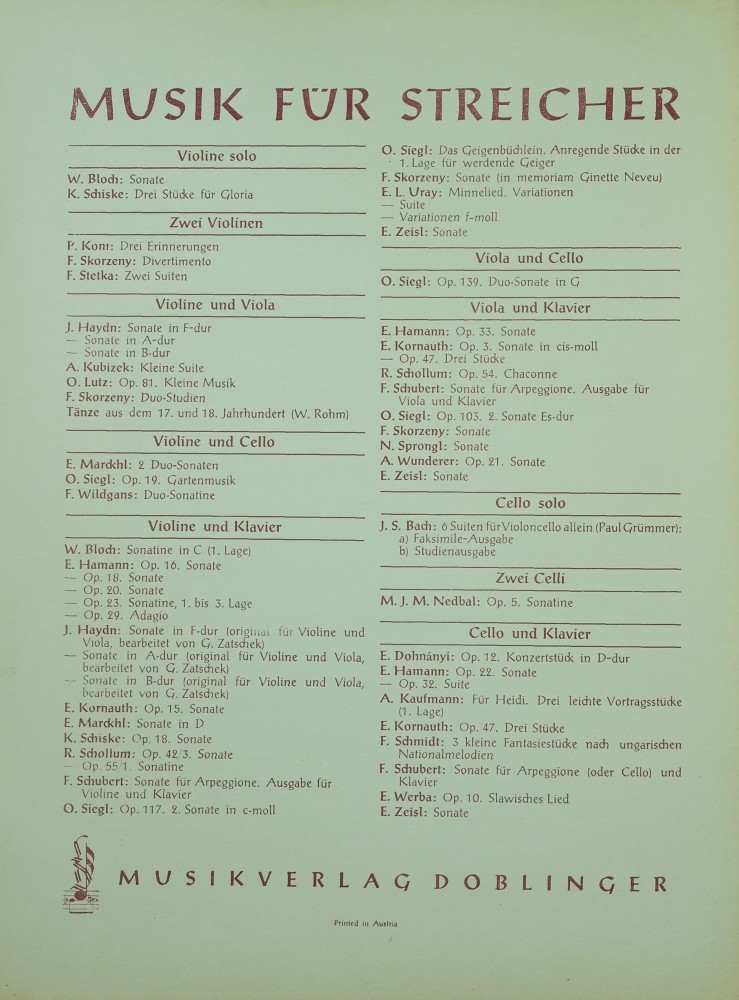 MUSIK FÜR STREICHER
Violine solo
W. Bloch: Sonate
K. Schiske: Drei Stücke für Gloria
Zwei Violinen
P. Kont: Drei Erinnerungen
F. Skorzeny: Divertimento
F. Stetka: Zwei Suiten
Violine und Viola
J. Haydn: Sonate in F-dur
— Sonate in A-dur
— Sonate in B-dur
A. Kubizek: Kleine Suite
O. Lutz: Op. 81. Kleine Musik
F. Skorzeny: Duo-Studien
Tänze aus dem 17. und 18. Jahrhundert (W. Rohm)
Violine und Cello
E. Marckhl: 2 Duo-Sonaten
O. Siegl: Op. 19. Gartenmusik
F. Wildgans: Duo-Sonatine
Violine und Klavier
W. Bloch: Sonatine in C (1. Lage)
E. Hamann: Op. 16. Sonate
— Op. 18. Sonate
— Op. 20. Sonate
— Op. 23. Sonatine, 1. bis 3. Lage
— Op. 29. Adagio
J. Haydn: Sonate in F-dur (original für Violine und
Viola, bearbeitet von G. Zatschek)
— Sonate in A-dur (original für Violine und Viola,
bearbeitet von G. Zatschek)
— Sonate in B-dur (original für Violine und Viola,
bearbeitet von G. Zatschek)
E. Kornauth: Op. 15. Sonate
E. Marckhl: Sonate in D
K. Schiske: Op. 18. Sonate
R. Schollum: Op. 42/3. Sonate
— Op. 55/1. Sonatine
F. Schubert: Sonate für Arpeggione. Ausgabe für
Violine und Klavier
O. Siegl: Op. 117. 2. Sonate in c-moll
O. Siegl: Das Geigenbüchlein. Anregende Stücke in der
1. Lage für werdende Geiger
F. Skorzeny: Sonate (in memoriam Ginette Neveu)
E. L. Uray: Minnelied. Variationen
— Suite
— Variationen f-moll
E. Zeisl: Sonate
Viola und Cello
O. Siegl: Op. 139. Duo-Sonate in G
Viola und Klavier
E. Hamann: Op. 33. Sonate
E. Kornauth: Op. 3. Sonate in cis-moll
— Op. 47. Drei Stücke
R. Schollum: Op. 54. Chaconne
F. Schubert: Sonate für Arpeggione. Ausgabe für
Viola und Klavier
O. Siegl: Op. 103. 2. Sonate Es-dur
F. Skorzeny: Sonate
N. Sprongl: Sonate
A. Wunderer: Op. 21. Sonate
E. Zeisl: Sonate
Cello solo
J. S. Bach: 6 Suiten für Violoncello allein (Paul Grümmer):
a) Faksimile-Ausgabe
b) Studienausgabe
Zwei Celli
M. J. M. Nedbal: Op. 5. Sonatine
Cello und Klavier
E. Dohnányi: Op. 12. Konzertstück in D-dur
E. Hamann: Op. 22. Sonate
— Op. 32. Suite
A. Kaufmann: Für Heidi. Drei leichte Vortragsstücke
(1. Lage)
E. Kornauth: Op. 47. Drei Stücke
F. Schmidt: 3 kleine Fantasiestücke nach ungarischen
Nationalmelodien
F. Schubert: Sonate für Arpeggione (oder Cello) und
Klavier
E. Werba: Op. 10. Slawisches Lied
E. Zeisl: Sonate
MUSIKVERLAG DOBLINGER
Printed in Austria